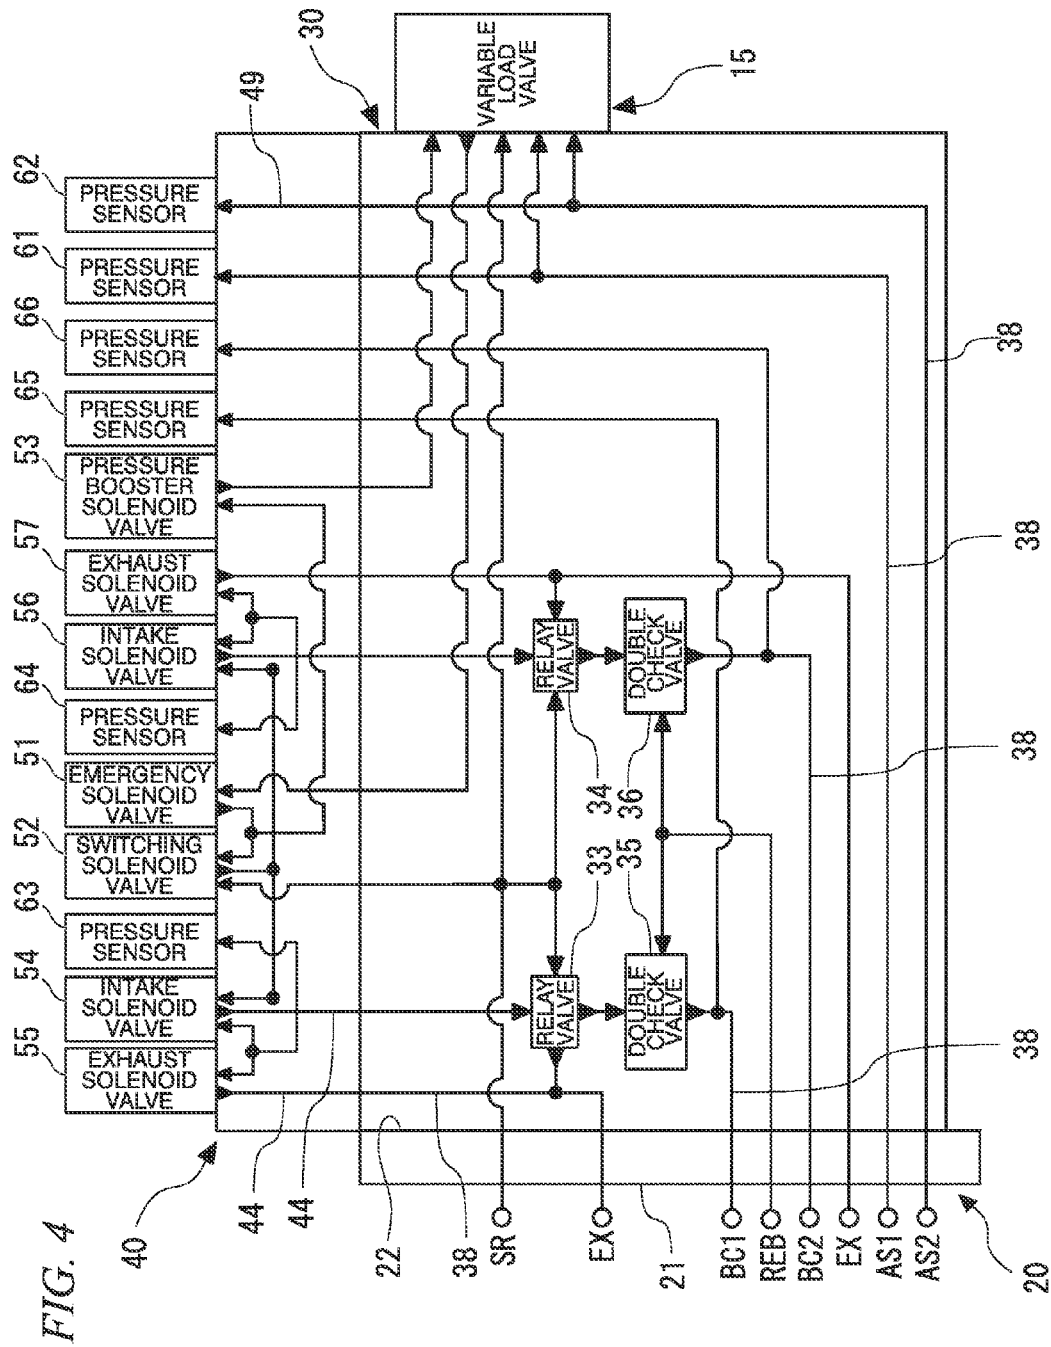 FIG. 4
40
55
54
63
52
51
64
56
57
53
65
66
61
62
EXHAUST
SOLENOID
VALVE
INTAKE
SOLENOID
VALVE
PRESSURE
SENSOR
SWITCHING
SOLENOID
VALVE
EMERGENCY
SOLENOID
VALVE
PRESSURE
SENSOR
INTAKE
SOLENOID
VALVE
EXHAUST
SOLENOID
VALVE
PRESSURE
BOOSTER
SOLENOID
VALVE
PRESSURE
SENSOR
PRESSURE
SENSOR
PRESSURE
SENSOR
PRESSURE
SENSOR
49
30
VARIABLE
LOAD
VALVE
15
44
44
22
38
SR
EX
21
BC1
REB
BC2
EX
AS1
AS2
20
RELAY
VALVE
33
RELAY
VALVE
34
DOUBLE
CHECK
VALVE
35
DOUBLE
CHECK
VALVE
36
38
38
38
38